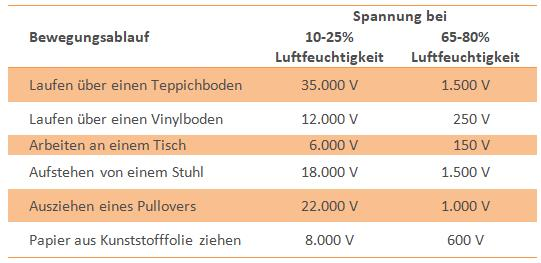 Spannung bei
Bewegungsablauf 10-25% 65-80%
Luftfeuchtigkeit Luftfeuchtigkeit
Laufen über einen Teppichboden 35.000 V 1.500 V
Laufen über einen Vinylboden 12.000 V 250 V
Arbeiten an einem Tisch 6.000 V 150 V
Aufstehen von einem Stuhl 18.000 V 1.500 V
Ausziehen eines Pullovers 22.000 V 1.000 V
Papier aus Kunststofffolie ziehen 8.000 V 600 V